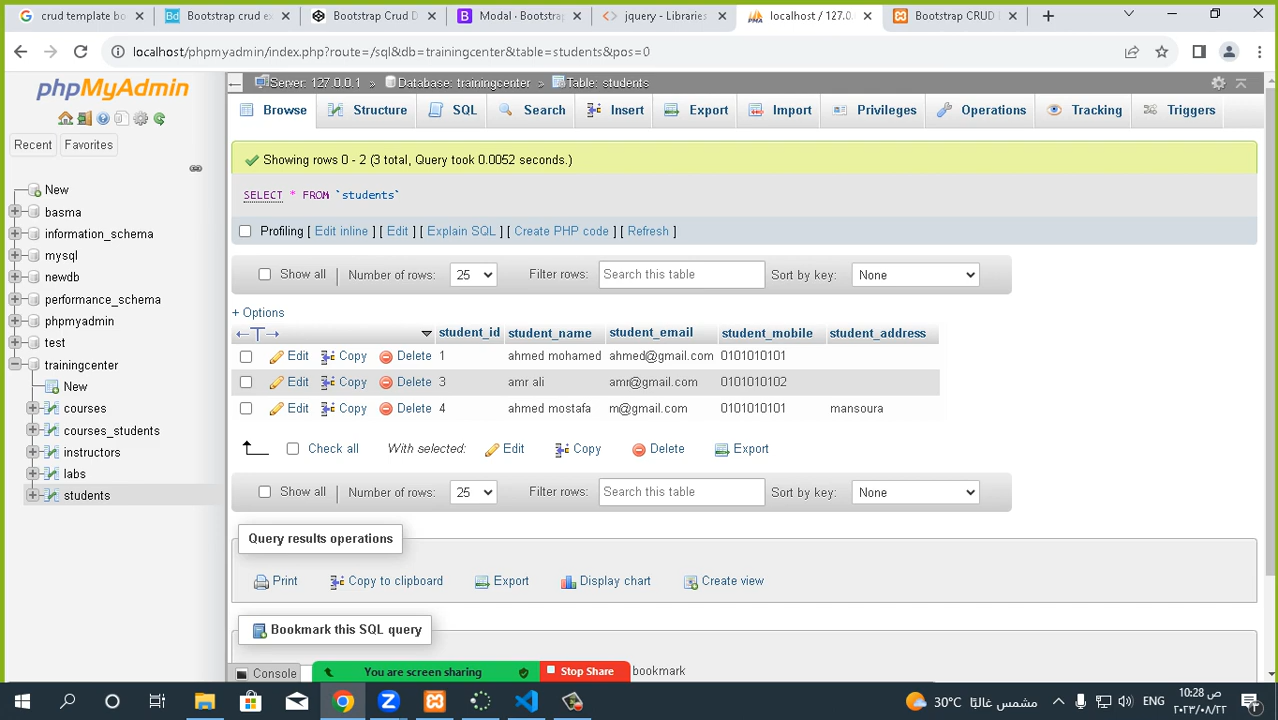 crud template bo
Bootstrap crud ex
Bootstrap Crud D
Modal · Bootstrap
jquery - Libraries
localhost / 127.0.
Bootstrap CRUD
localhost/phpmyadmin/index.php?route=/sql&db=trainingcenter&table=students&pos=0
phpMyAdmin
Recent Favorites
New
basma
information_schema
mysql
newdb
performance_schema
phpmyadmin
test
trainingcenter
New
courses
courses_students
instructors
labs
students
Server: 127.0.0.1 » Database: trainingcenter » Table: students
Browse Structure SQL Search Insert Export Import Privileges Operations Tracking Triggers
Showing rows 0 - 2 (3 total, Query took 0.0052 seconds.)
SELECT * FROM `students`
Profiling [ Edit inline ] [ Edit ] [ Explain SQL ] [ Create PHP code ] [ Refresh ]
Show all Number of rows: 25 Filter rows: Search this table Sort by key: None
+ Options
student_id student_name student_email student_mobile student_address
Edit Copy Delete 1 ahmed mohamed ahmed@gmail.com 0101010101
Edit Copy Delete 3 amr ali amr@gmail.com 0101010102
Edit Copy Delete 4 ahmed mostafa m@gmail.com 0101010101 mansoura
Check all With selected: Edit Copy Delete Export
Show all Number of rows: 25 Filter rows: Search this table Sort by key: None
Query results operations
Print Copy to clipboard Export Display chart Create view
Bookmark this SQL query
Console
You are screen sharing
Stop Share
bookmark
30°C مشمس غالبًا
ENG
10:28 ص
٢٠٢٣/٠٨/٢٢